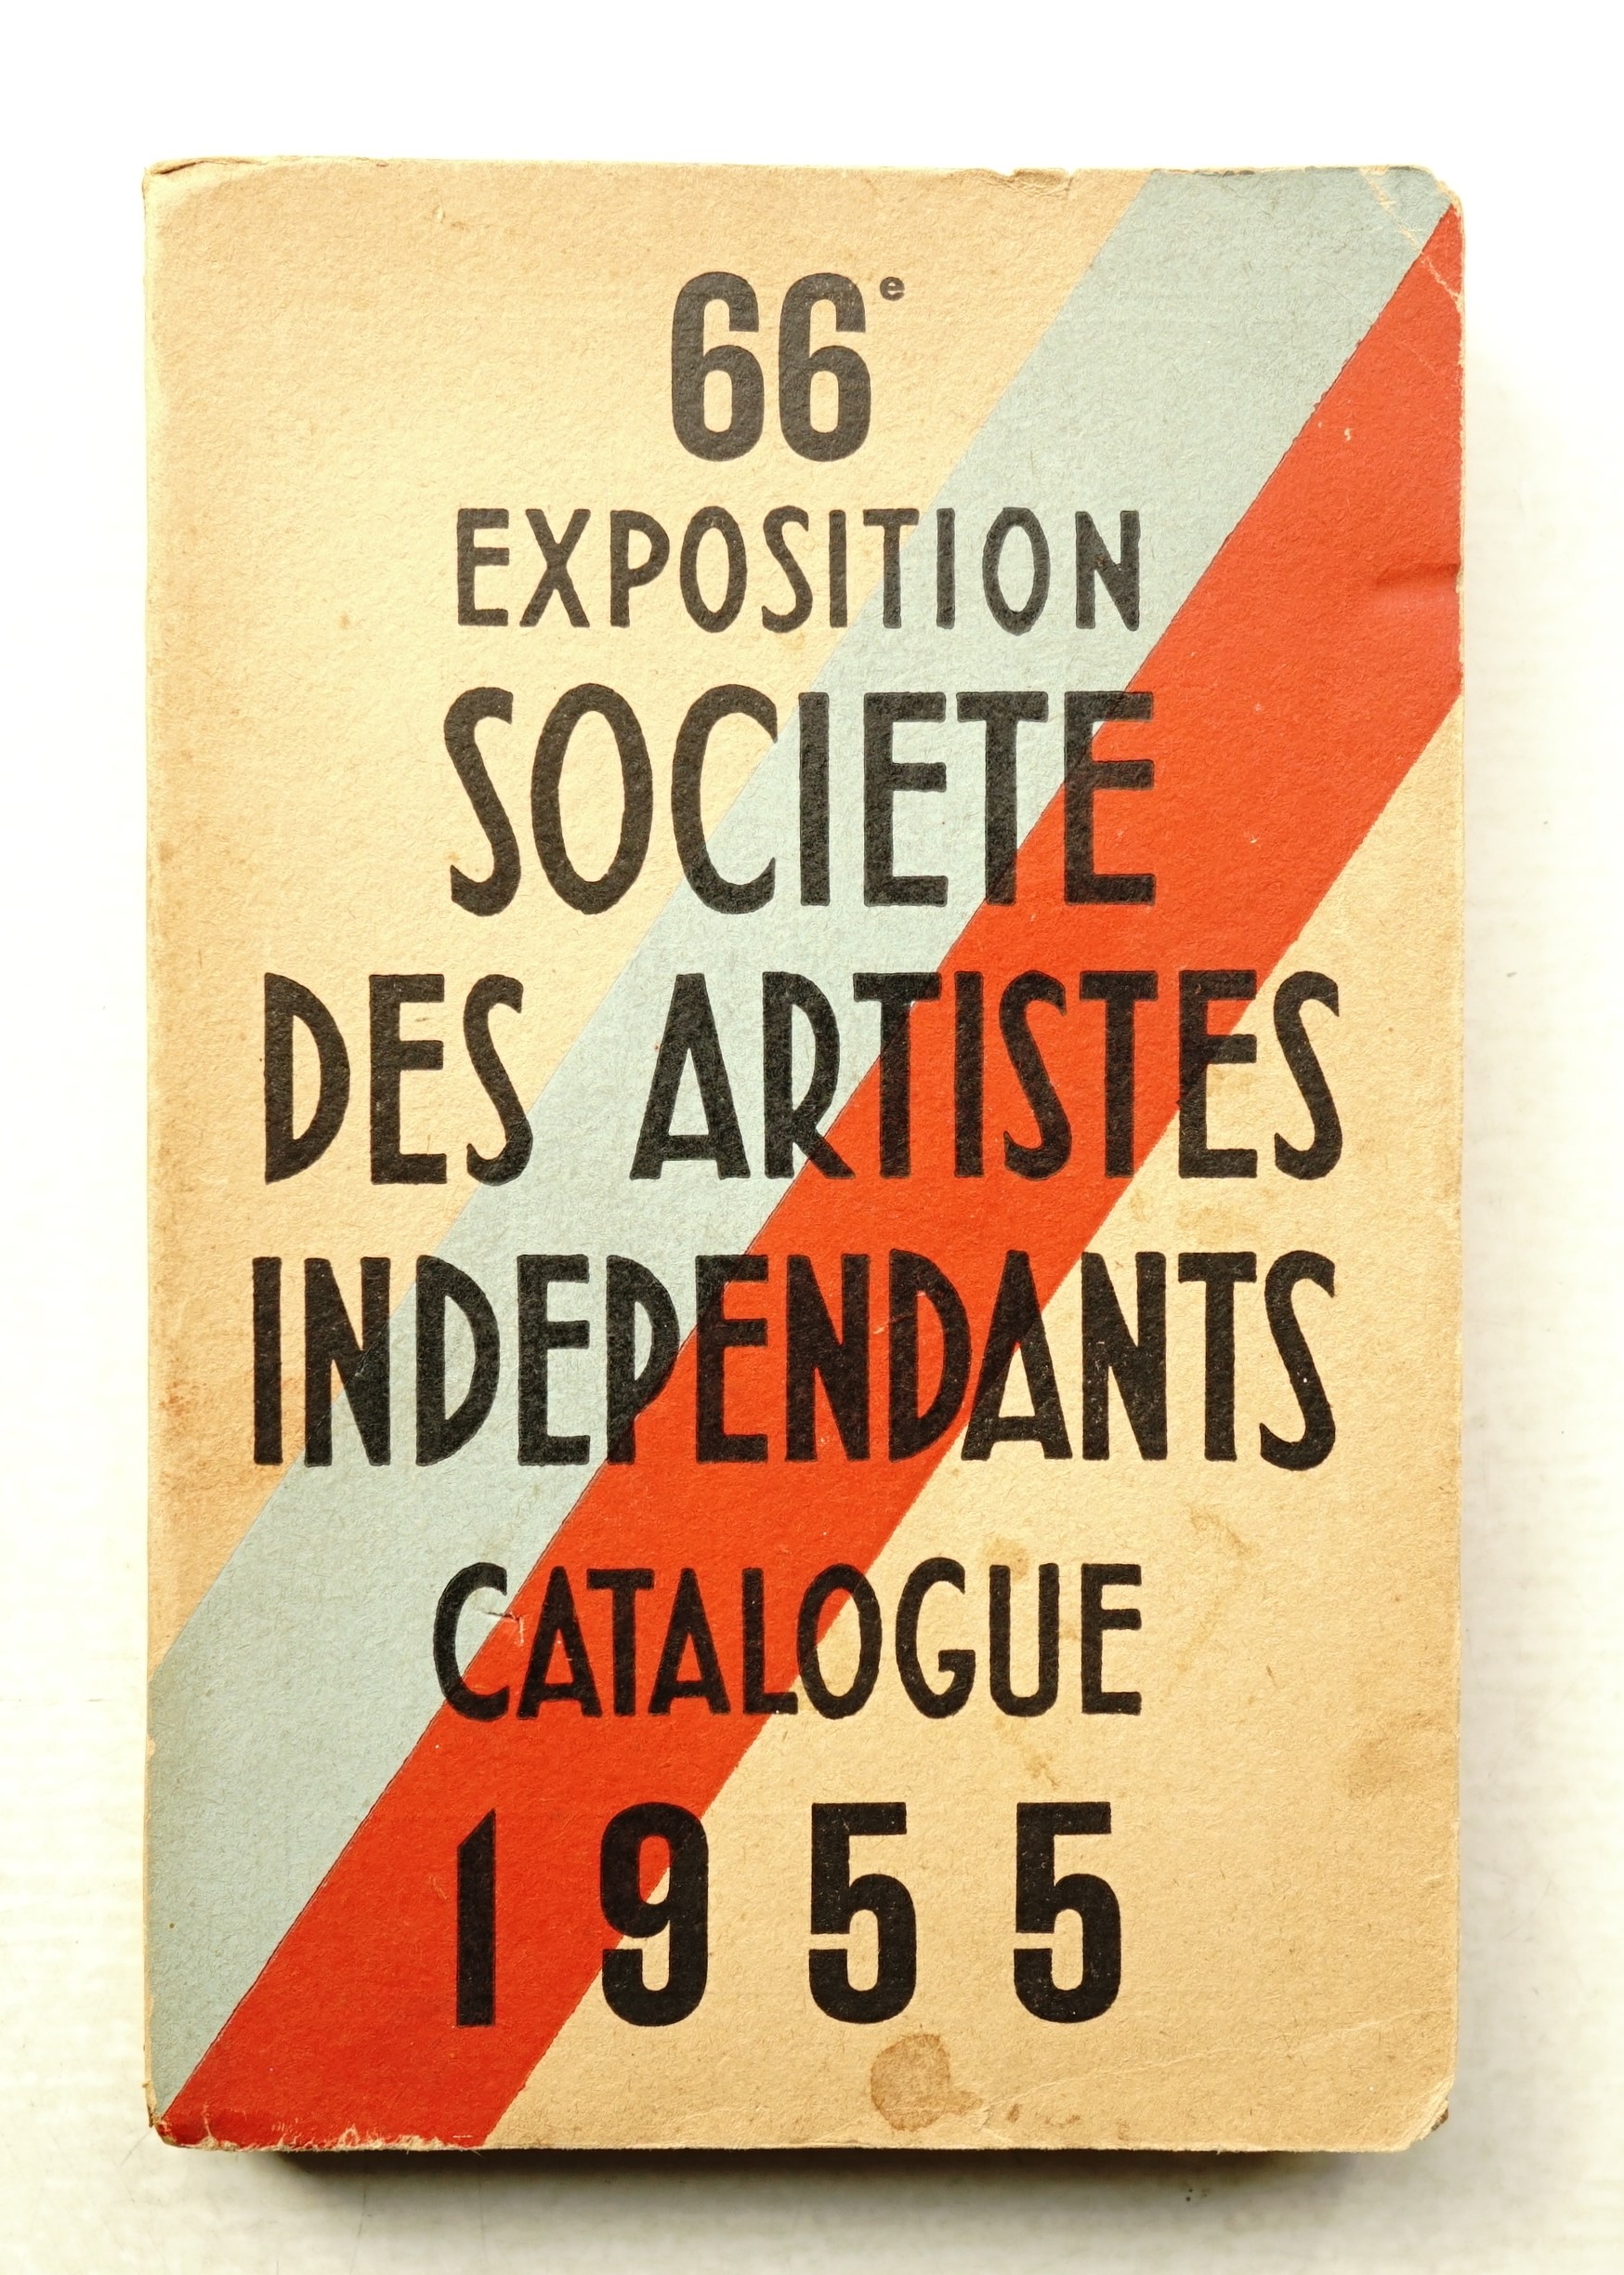 66e
EXPOSITION
SOCIETE
DES ARTISTES
INDEPENDANTS
CATALOGUE
1955